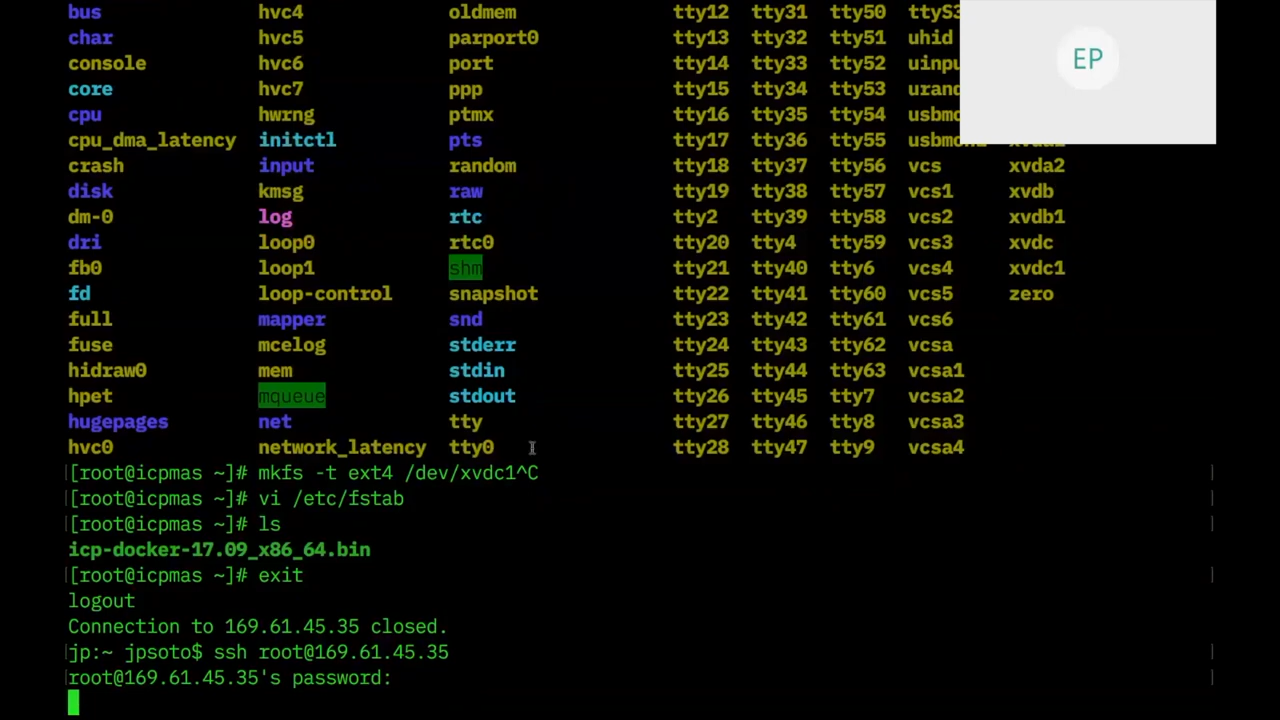 bus hvc4 oldmem tty12 tty31 tty50 EP
char hvc5 parport0 tty13 tty32 tty51 uhid
console hvc6 port tty14 tty33 tty52
core hvc7 ppp tty15 tty34 tty53
cpu hwrng ptmx tty16 tty35 tty54
cpu_dma_latency initctl pts tty17 tty36 tty55
crash input random tty18 tty37 tty56 vcs xvda2
disk kmsg raw tty19 tty38 tty57 vcs1 xvdb
dm-0 log rtc tty2 tty39 tty58 vcs2 xvdb1
dri loop0 rtc0 tty20 tty4 tty59 vcs3 xvdc
fb0 loop1 shm tty21 tty40 tty6 vcs4 xvdc1
fd loop-control snapshot tty22 tty41 tty60 vcs5 zero
full mapper snd tty23 tty42 tty61 vcs6
fuse mcelog stderr tty24 tty43 tty62 vcsa
hidraw0 mem stdin tty25 tty44 tty63 vcsa1
hpet mqueue stdout tty26 tty45 tty7 vcsa2
hugepages net tty tty27 tty46 tty8 vcsa3
hvc0 network_latency tty0 tty28 tty47 tty9 vcsa4
[root@icpmas ~]# mkfs -t ext4 /dev/xvdc1^C
[root@icpmas ~]# vi /etc/fstab
[root@icpmas ~]# ls
icp-docker-17.09_x86_64.bin
[root@icpmas ~]# exit
logout
Connection to 169.61.45.35 closed.
jp:~ jpsoto$ ssh root@169.61.45.35
root@169.61.45.35's password: